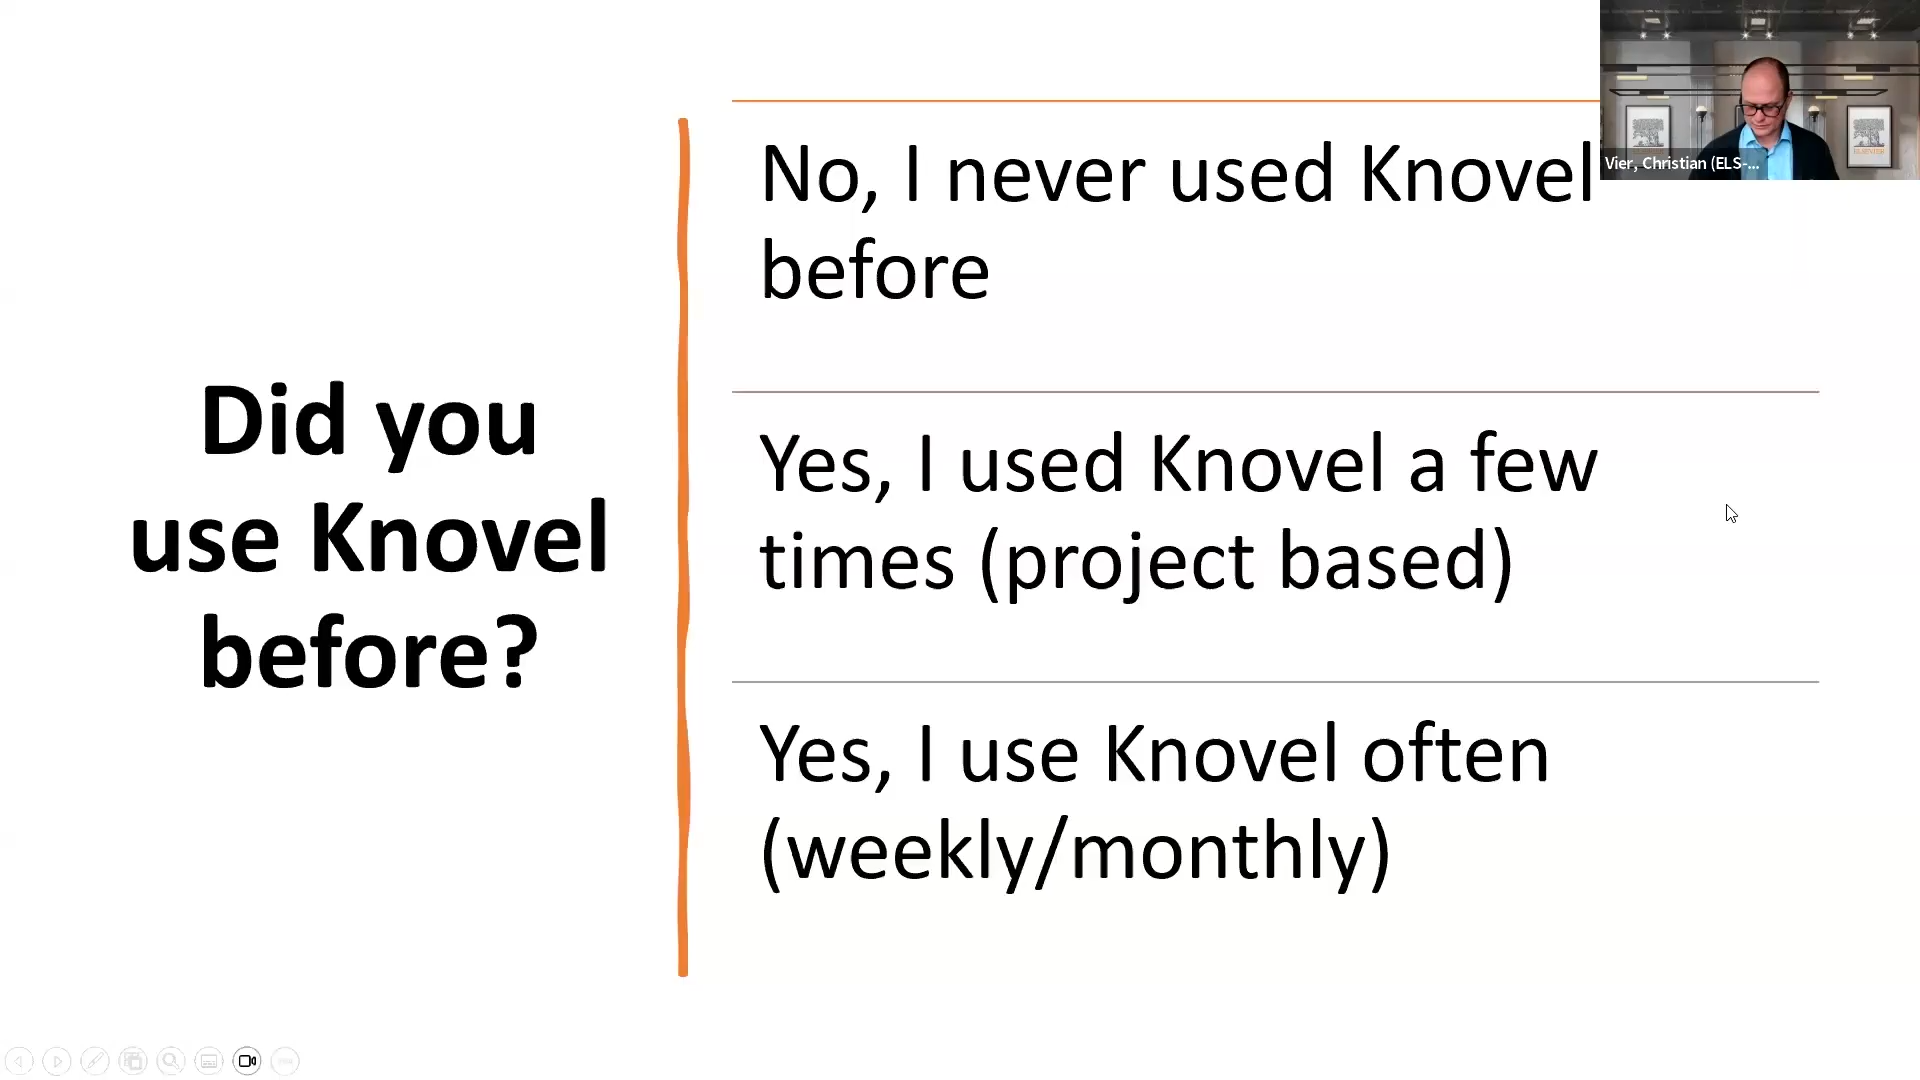 Did you
use Knovel
before?
No, I never used Knovel
before
Yes, I used Knovel a few
times (project based)
Yes, I use Knovel often
(weekly/monthly)
Vier, Christian (ELS-...
ELSEVIER